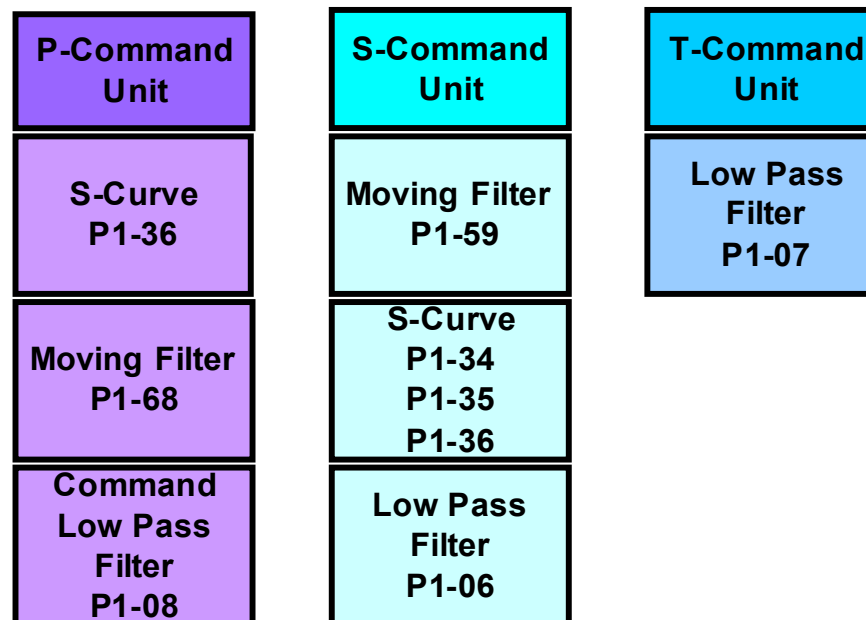 P-Command
Unit
S-Curve
P1-36
Moving Filter
P1-68
Command
Low Pass
Filter
P1-08
S-Command
Unit
Moving Filter
P1-59
S-Curve
P1-34
P1-35
P1-36
Low Pass
Filter
P1-06
T-Command
Unit
Low Pass
Filter
P1-07